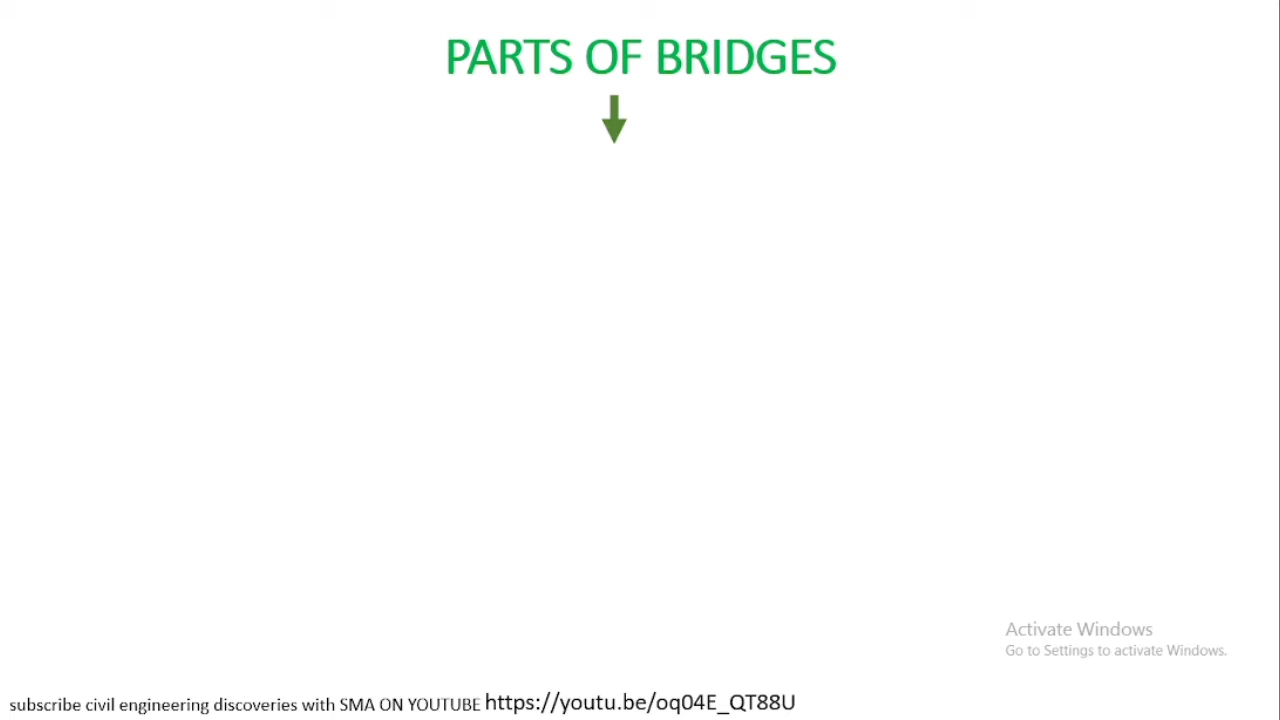 PARTS OF BRIDGES
Activate Windows
Go to Settings to activate Windows.
subscribe civil engineering discoveries with SMA ON YOUTUBE https://youtu.be/oq04E_QT88U